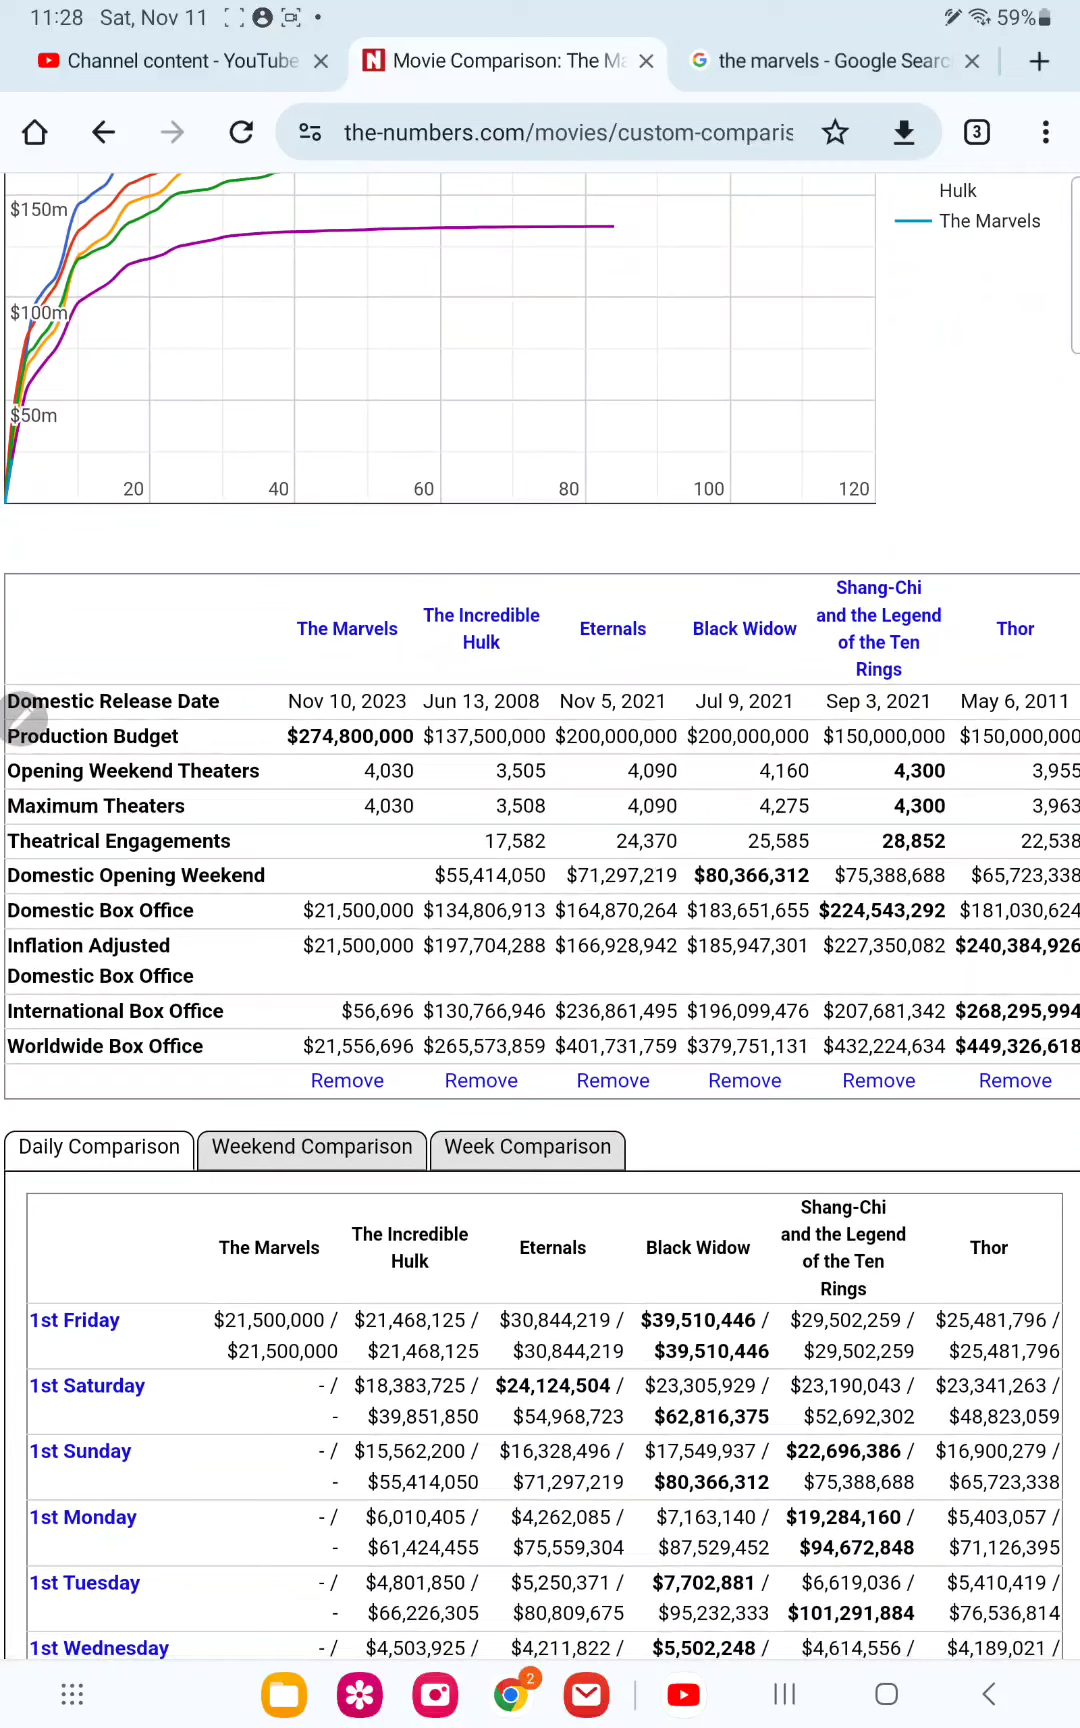 11:28 Sat, Nov 11 59%
Channel content - YouTube the marvels - Google Searc
Movie Comparison: The Ma
the-numbers.com/movies/custom-comparis 3
$150m
$100m
$50m
20 40 60 80 100 120
Hulk
The Marvels
The Marvels The Incredible Hulk Eternals Black Widow Shang-Chi and the Legend of the Ten Rings Thor
Domestic Release Date Nov 10, 2023 Jun 13, 2008 Nov 5, 2021 Jul 9, 2021 Sep 3, 2021 May 6, 2011
Production Budget $274,800,000 $137,500,000 $200,000,000 $200,000,000 $150,000,000 $150,000,000
Opening Weekend Theaters 4,030 3,505 4,090 4,160 4,300 3,955
Maximum Theaters 4,030 3,508 4,090 4,275 4,300 3,963
Theatrical Engagements 17,582 24,370 25,585 28,852 22,538
Domestic Opening Weekend $55,414,050 $71,297,219 $80,366,312 $75,388,688 $65,723,338
Domestic Box Office $21,500,000 $134,806,913 $164,870,264 $183,651,655 $224,543,292 $181,030,624
Inflation Adjusted $21,500,000 $197,704,288 $166,928,942 $185,947,301 $227,350,082 $240,384,926
Domestic Box Office
International Box Office $56,696 $130,766,946 $236,861,495 $196,099,476 $207,681,342 $268,295,994
Worldwide Box Office $21,556,696 $265,573,859 $401,731,759 $379,751,131 $432,224,634 $449,326,618
Remove Remove Remove Remove Remove Remove
Daily Comparison Weekend Comparison Week Comparison
The Marvels The Incredible Hulk Eternals Black Widow Shang-Chi and the Legend of the Ten Rings Thor
1st Friday $21,500,000 / $21,468,125 / $30,844,219 / $39,510,446 / $29,502,259 / $25,481,796 /
$21,500,000 $21,468,125 $30,844,219 $39,510,446 $29,502,259 $25,481,796
1st Saturday - / $18,383,725 / $24,124,504 / $23,305,929 / $23,190,043 / $23,341,263 /
- $39,851,850 $54,968,723 $62,816,375 $52,692,302 $48,823,059
1st Sunday - / $15,562,200 / $16,328,496 / $17,549,937 / $22,696,386 / $16,900,279 /
- $55,414,050 $71,297,219 $80,366,312 $75,388,688 $65,723,338
1st Monday - / $6,010,405 / $4,262,085 / $7,163,140 / $19,284,160 / $5,403,057 /
- $61,424,455 $75,559,304 $87,529,452 $94,672,848 $71,126,395
1st Tuesday - / $4,801,850 / $5,250,371 / $7,702,881 / $6,619,036 / $5,410,419 /
- $66,226,305 $80,809,675 $95,232,333 $101,291,884 $76,536,814
1st Wednesday - / $4,503,925 / $4,211,822 / $5,502,248 / $4,614,556 / $4,189,021 /
2